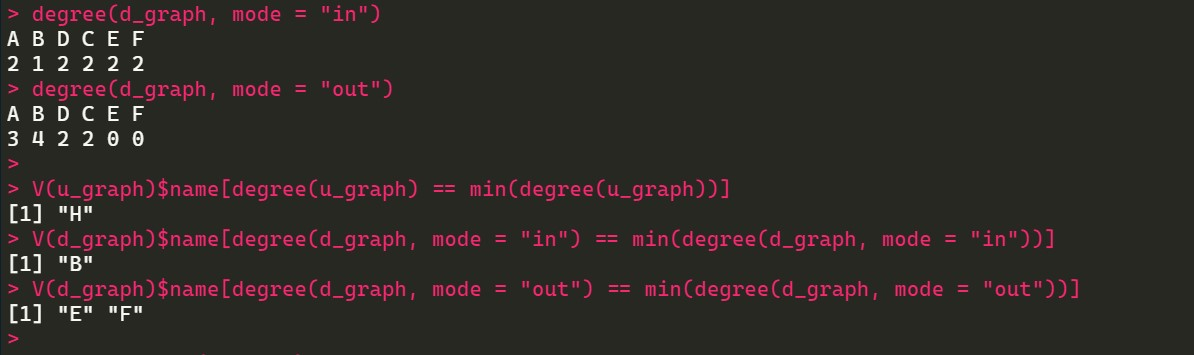 > degree(d_graph, mode = "in")
A B D C E F
2 1 2 2 2 2
> degree(d_graph, mode = "out")
A B D C E F
3 4 2 2 0 0
>
> V(u_graph)$name[degree(u_graph) == min(degree(u_graph))]
[1] "H"
> V(d_graph)$name[degree(d_graph, mode = "in") == min(degree(d_graph, mode = "in"))]
[1] "B"
> V(d_graph)$name[degree(d_graph, mode = "out") == min(degree(d_graph, mode = "out"))]
[1] "E" "F"
>